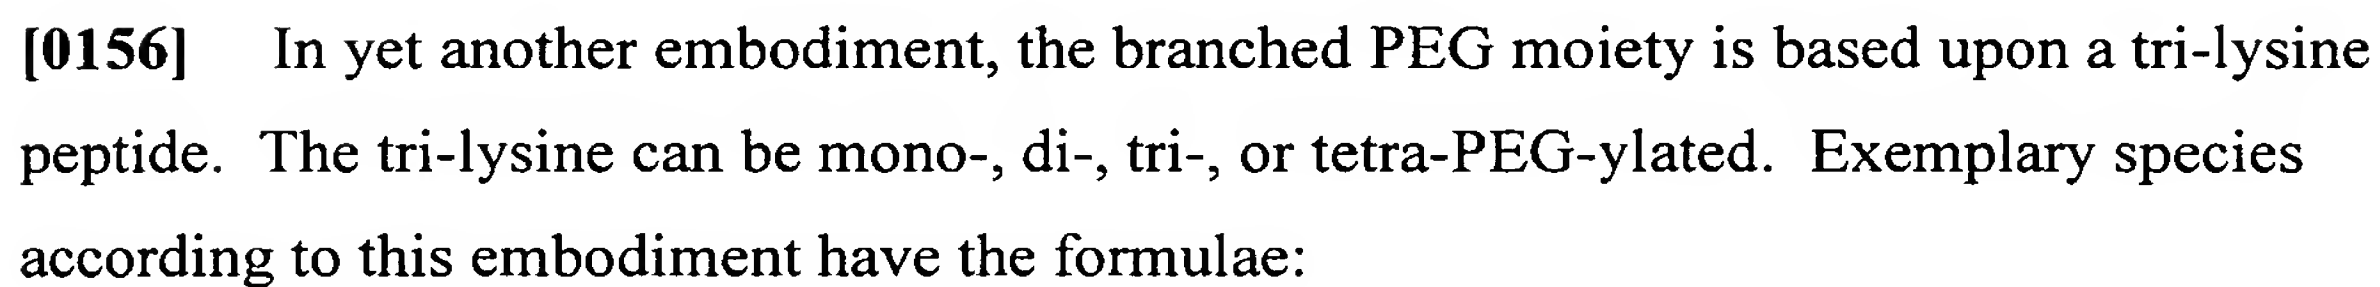 [0156] In yet another embodiment, the branched PEG moiety is based upon a tri-lysine
peptide. The tri-lysine can be mono-, di-, tri-, or tetra-PEG-ylated. Exemplary species
according to this embodiment have the formulae: